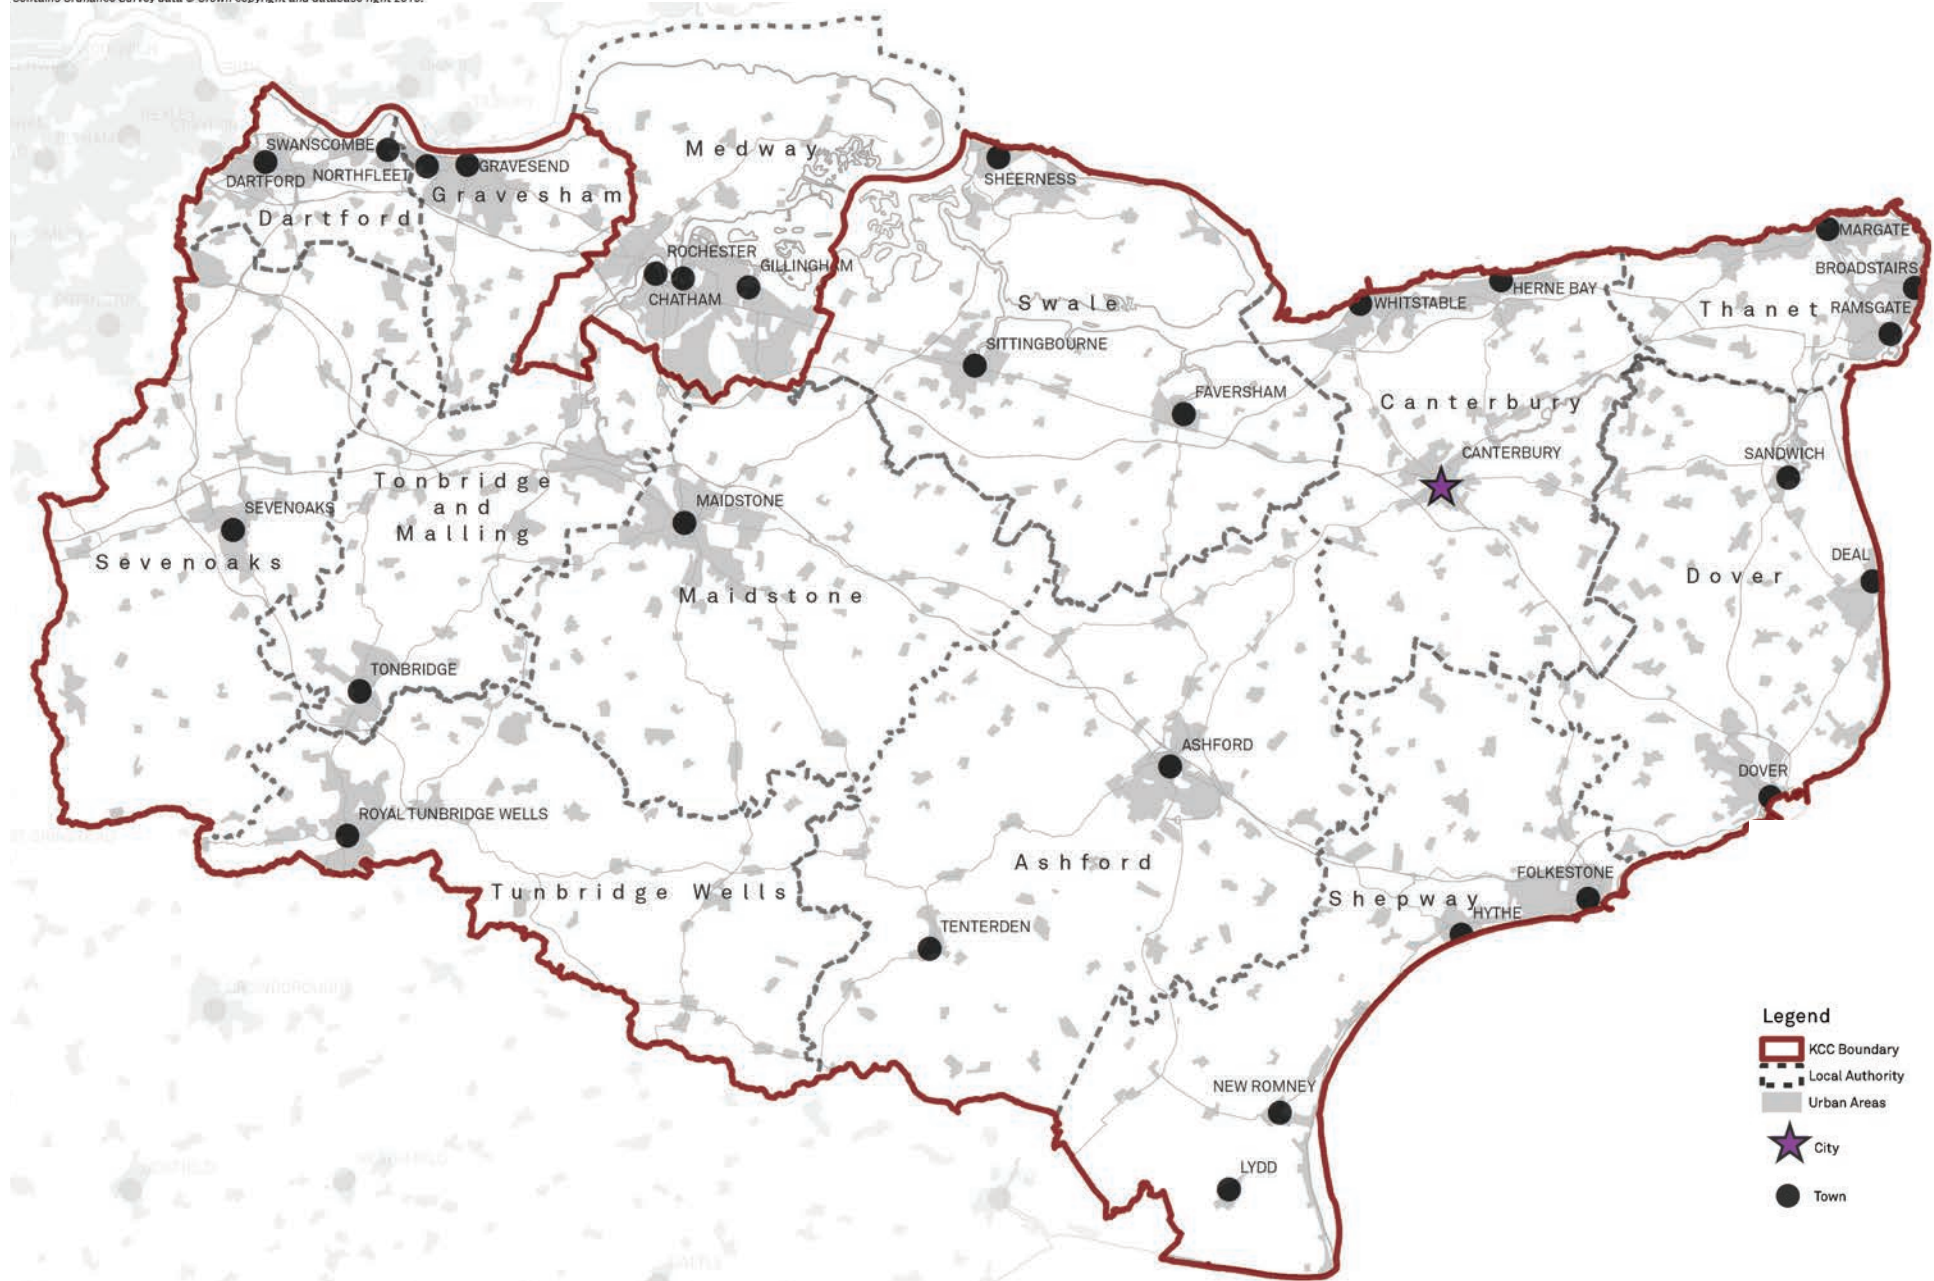 Medway
SWANSCOMBE
DARTFORD
NORTHFLEET
GRAVESEND
Gravesham
Dartford
SHEERNESS
MARGATE
BROADSTAIRS
RAMSGATE
Thanet
ROCHESTER
GILLINGHAM
CHATHAM
Swale
WHITSTABLE
HERNE BAY
SITTINGBOURNE
FAVERSHAM
Canterbury
CANTERBURY
SANDWICH
Tonbridge
and
Malling
MAIDSTONE
SEVENOAKS
Sevenoaks
Maidstone
DEAL
Dover
TONBRIDGE
ASHFORD
DOVER
ROYAL TUNBRIDGE WELLS
Ashford
Tunbridge Wells
FOLKESTONE
Shepway
HYTHE
TENTERDEN
NEW ROMNEY
LYDD
Legend
KCC Boundary
Local Authority
Urban Areas
City
Town